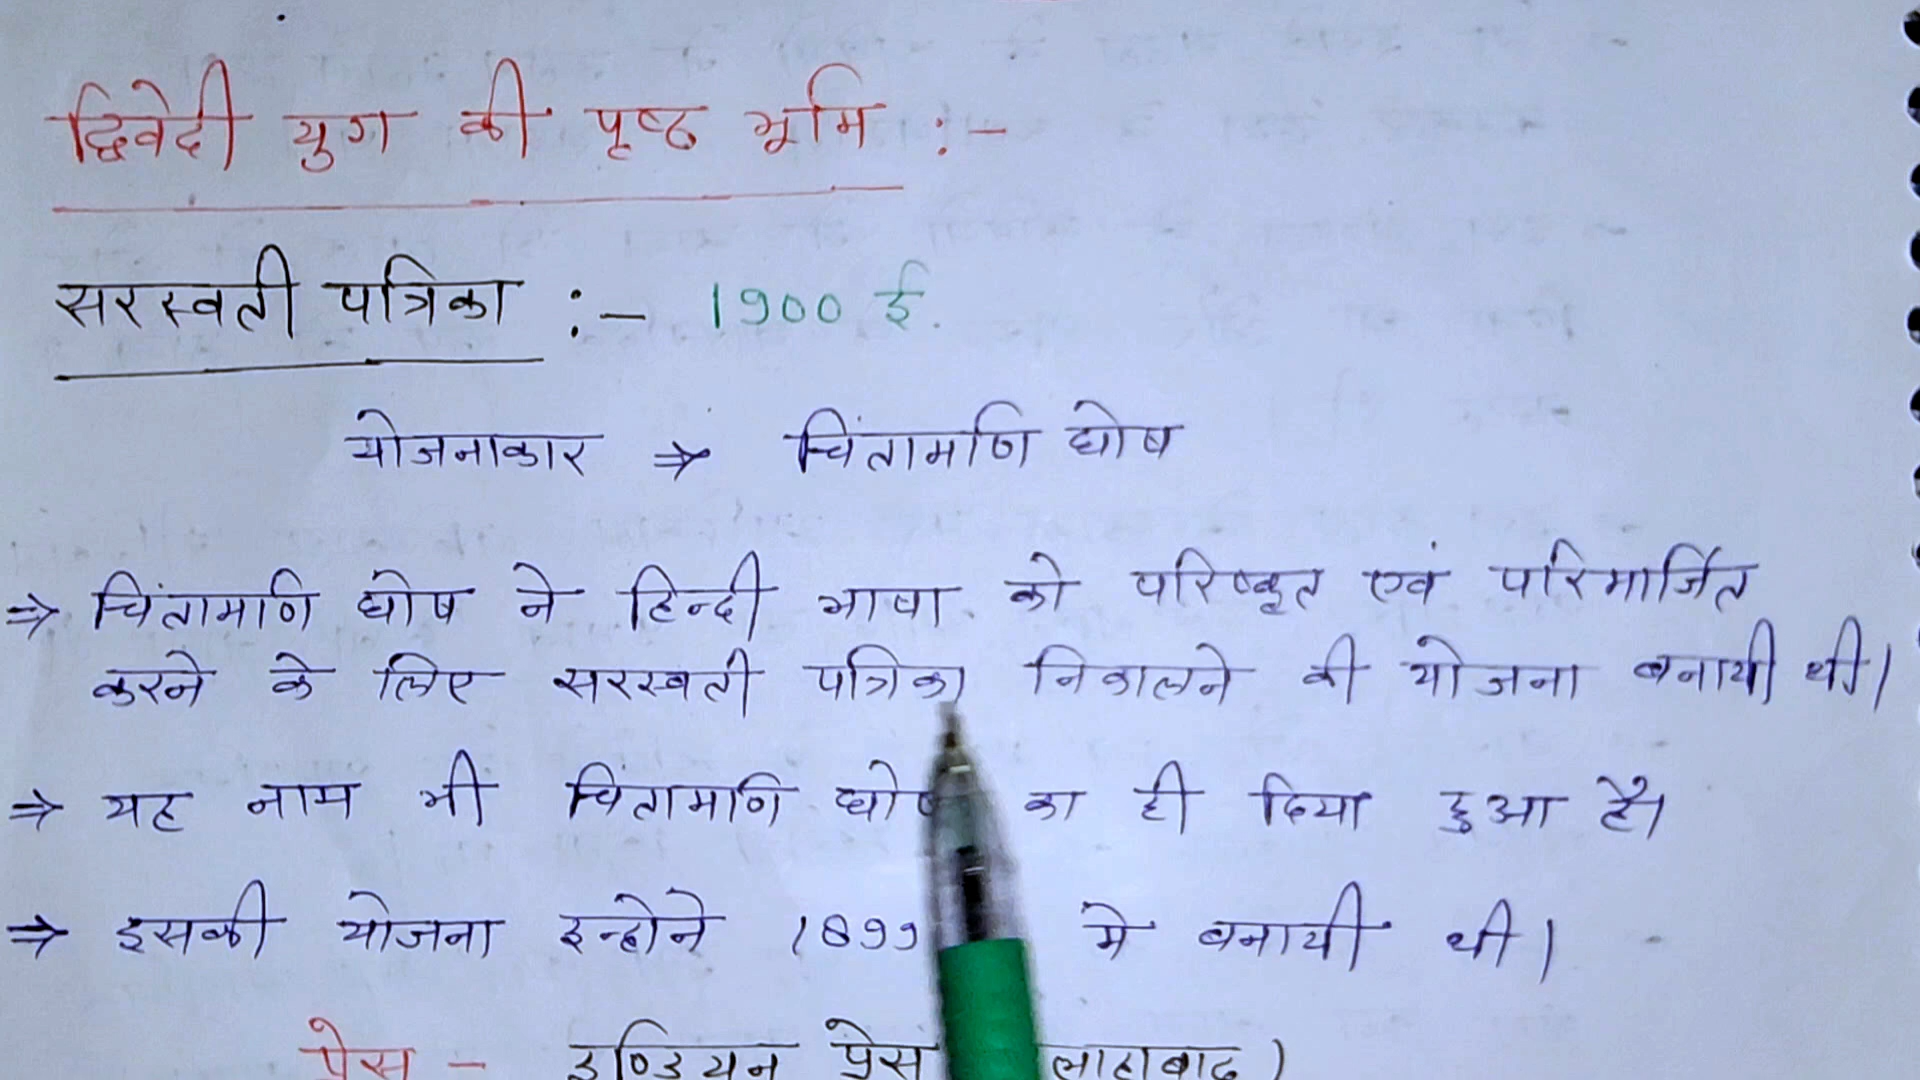 द्विवेदी युग की पृष्ठ भूमि :-
सरस्वती पत्रिका :- 1900 ई.
योजनाकार ⇒ चिंतामणि घोष
⇒ चिंतामणि घोष ने हिन्दी भाषा को परिष्कृत एवं परिमार्जित
करने के लिए सरस्वती पत्रिका निकालने की योजना बनायी थी।
⇒ यह नाम भी चिंतामणि घोष का ही दिया हुआ है।
⇒ इसकी योजना इन्होने 1899 मे बनायी थी।
प्रेस - इण्डियन प्रेस लाहाबाद)